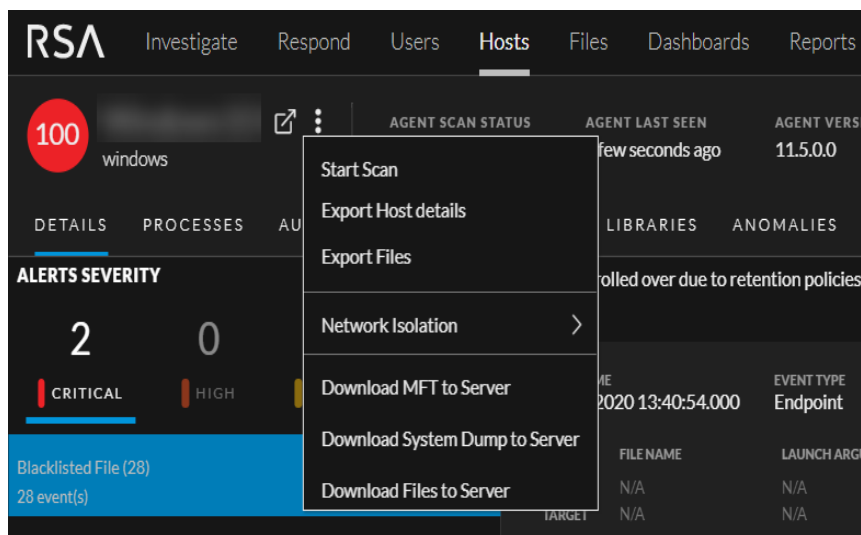 RSA Investigate Respond Users Hosts Files Dashboards Reports
100
windows
AGENT SCAN STATUS
AGENT LAST SEEN
few seconds ago
AGENT VERS
11.5.0.0
Start Scan
Export Host details
Export Files
Network Isolation
Download MFT to Server
Download System Dump to Server
Download Files to Server
DETAILS PROCESSES AU LIBRARIES ANOMALIES
ALERTS SEVERITY
rolled over due to retention policies
2 0
CRITICAL HIGH
2020 13:40:54.000
EVENT TYPE
Endpoint
Blacklisted File (28)
28 event(s)
FILE NAME LAUNCH ARGU
N/A N/A
TARGET N/A N/A